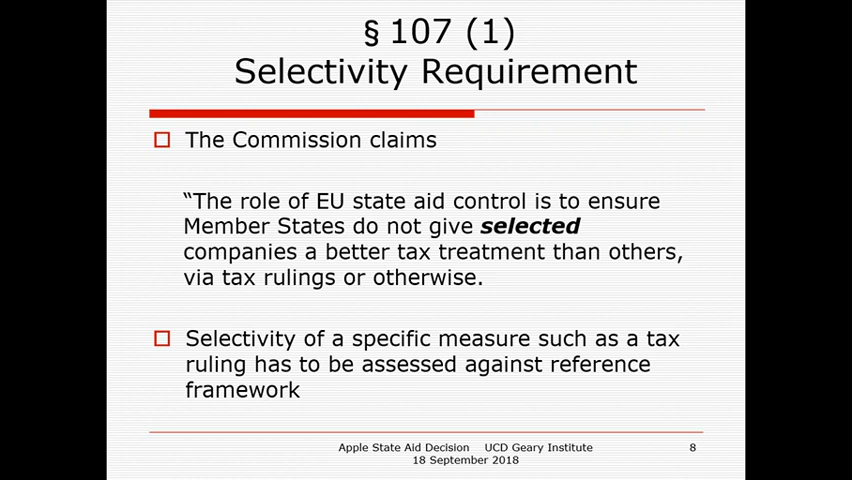 § 107 (1)
Selectivity Requirement
The Commission claims
“The role of EU state aid control is to ensure
Member States do not give selected
companies a better tax treatment than others,
via tax rulings or otherwise.
Selectivity of a specific measure such as a tax
ruling has to be assessed against reference
framework
Apple State Aid Decision UCD Geary Institute
18 September 2018
8